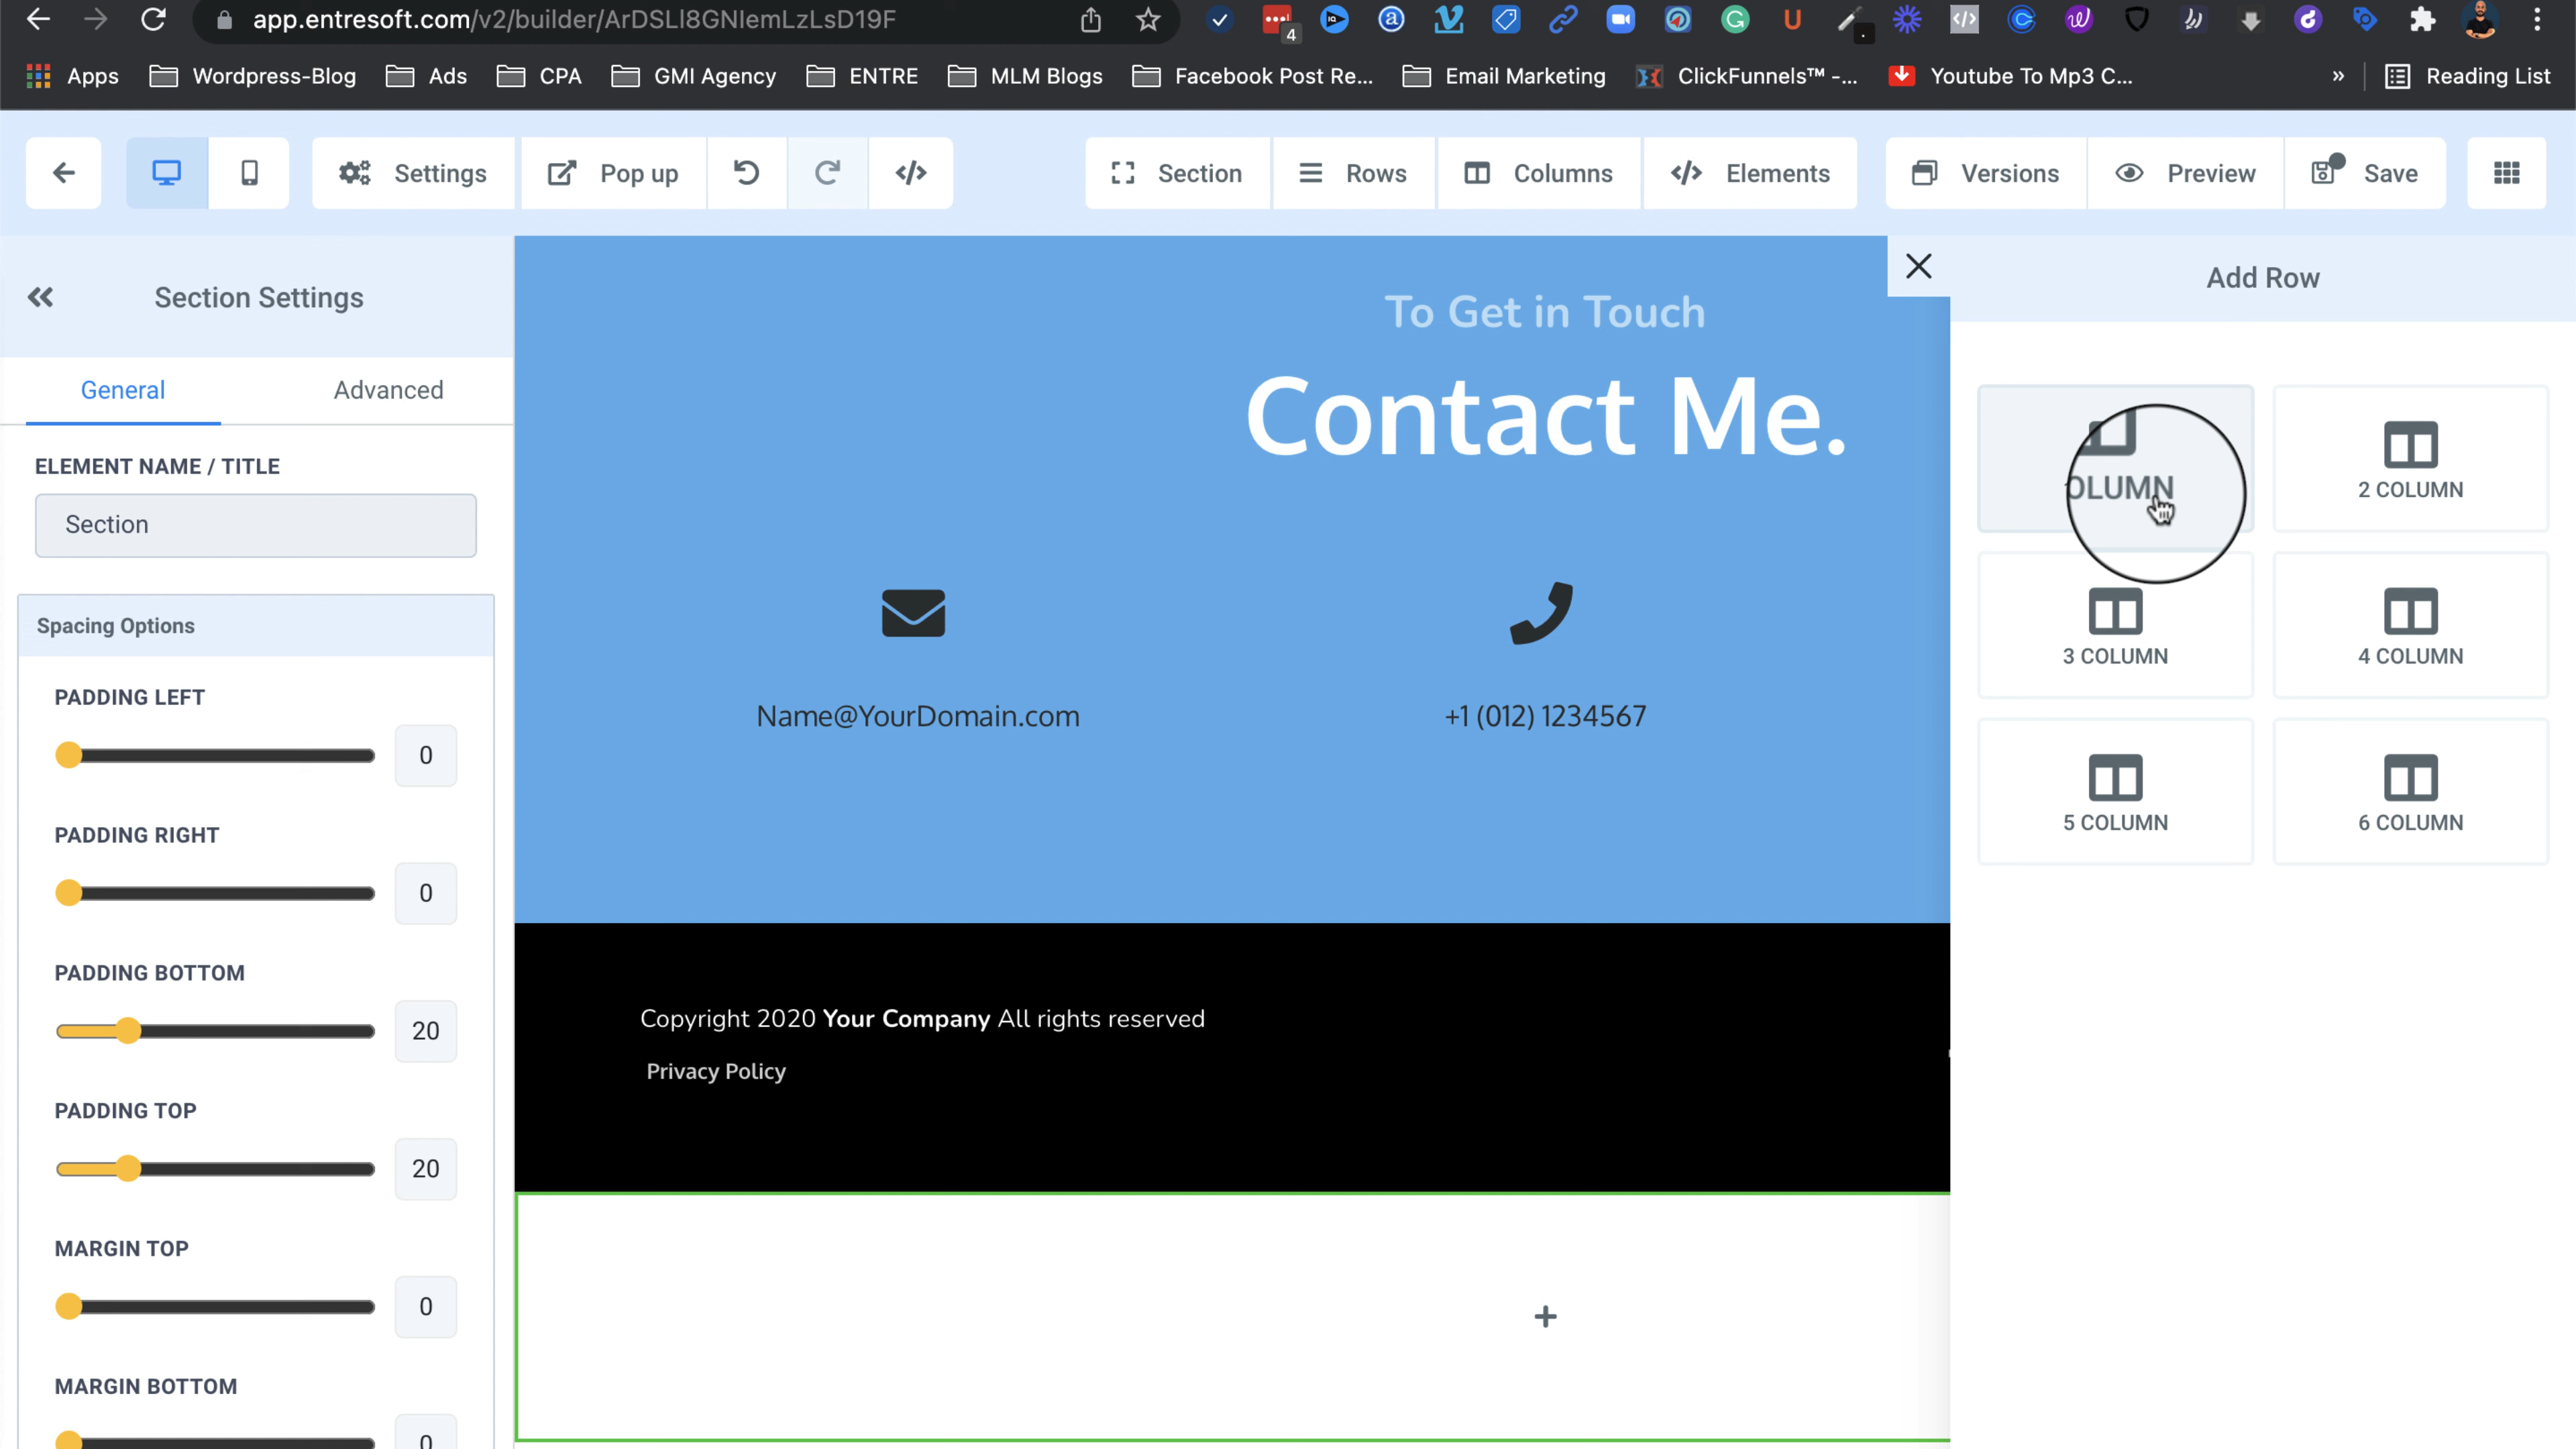 app.entresoft.com/v2/builder/ArDSLl8GNlemLzLsD19F
4
Apps Wordpress-Blog Ads CPA GMI Agency ENTRE MLM Blogs Facebook Post Re... Email Marketing ClickFunnels™ -... Youtube To Mp3 C... » Reading List
Settings Pop up Section Rows Columns Elements Versions Preview Save
Section Settings
General Advanced
ELEMENT NAME / TITLE
Section
Spacing Options
PADDING LEFT
0
PADDING RIGHT
0
PADDING BOTTOM
20
PADDING TOP
20
MARGIN TOP
0
MARGIN BOTTOM
0
To Get in Touch
Contact Me.
Name@YourDomain.com
+1 (012) 1234567
Copyright 2020 Your Company All rights reserved
Privacy Policy
+
Add Row
OLUMN
2 COLUMN
3 COLUMN
4 COLUMN
5 COLUMN
6 COLUMN